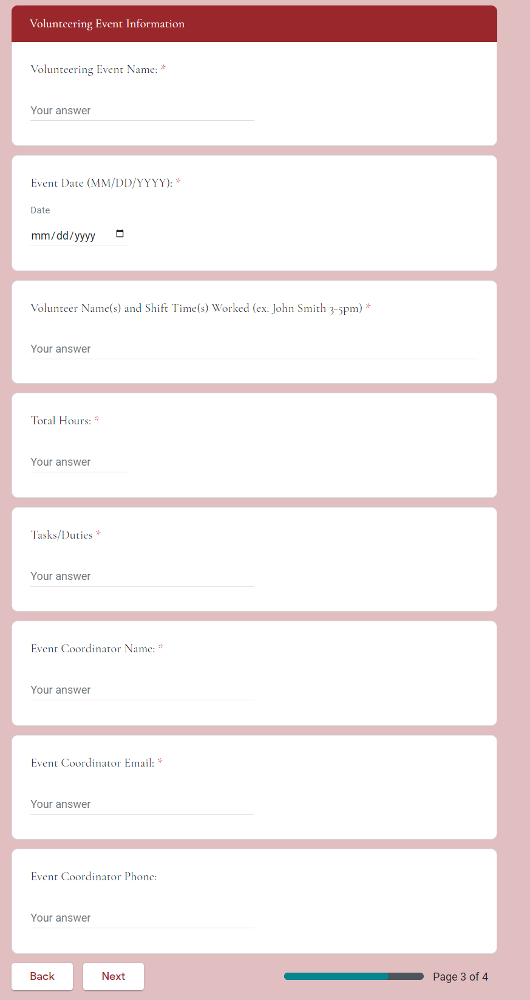 Volunteering Event Information
Volunteering Event Name: *
Your answer
Event Date (MM/DD/YYYY): *
Date
mm/dd/yyyy
Volunteer Name(s) and Shift Time(s) Worked (ex. John Smith 3-5pm) *
Your answer
Total Hours: *
Your answer
Tasks/Duties *
Your answer
Event Coordinator Name: *
Your answer
Event Coordinator Email: *
Your answer
Event Coordinator Phone:
Your answer
Back Next Page 3 of 4